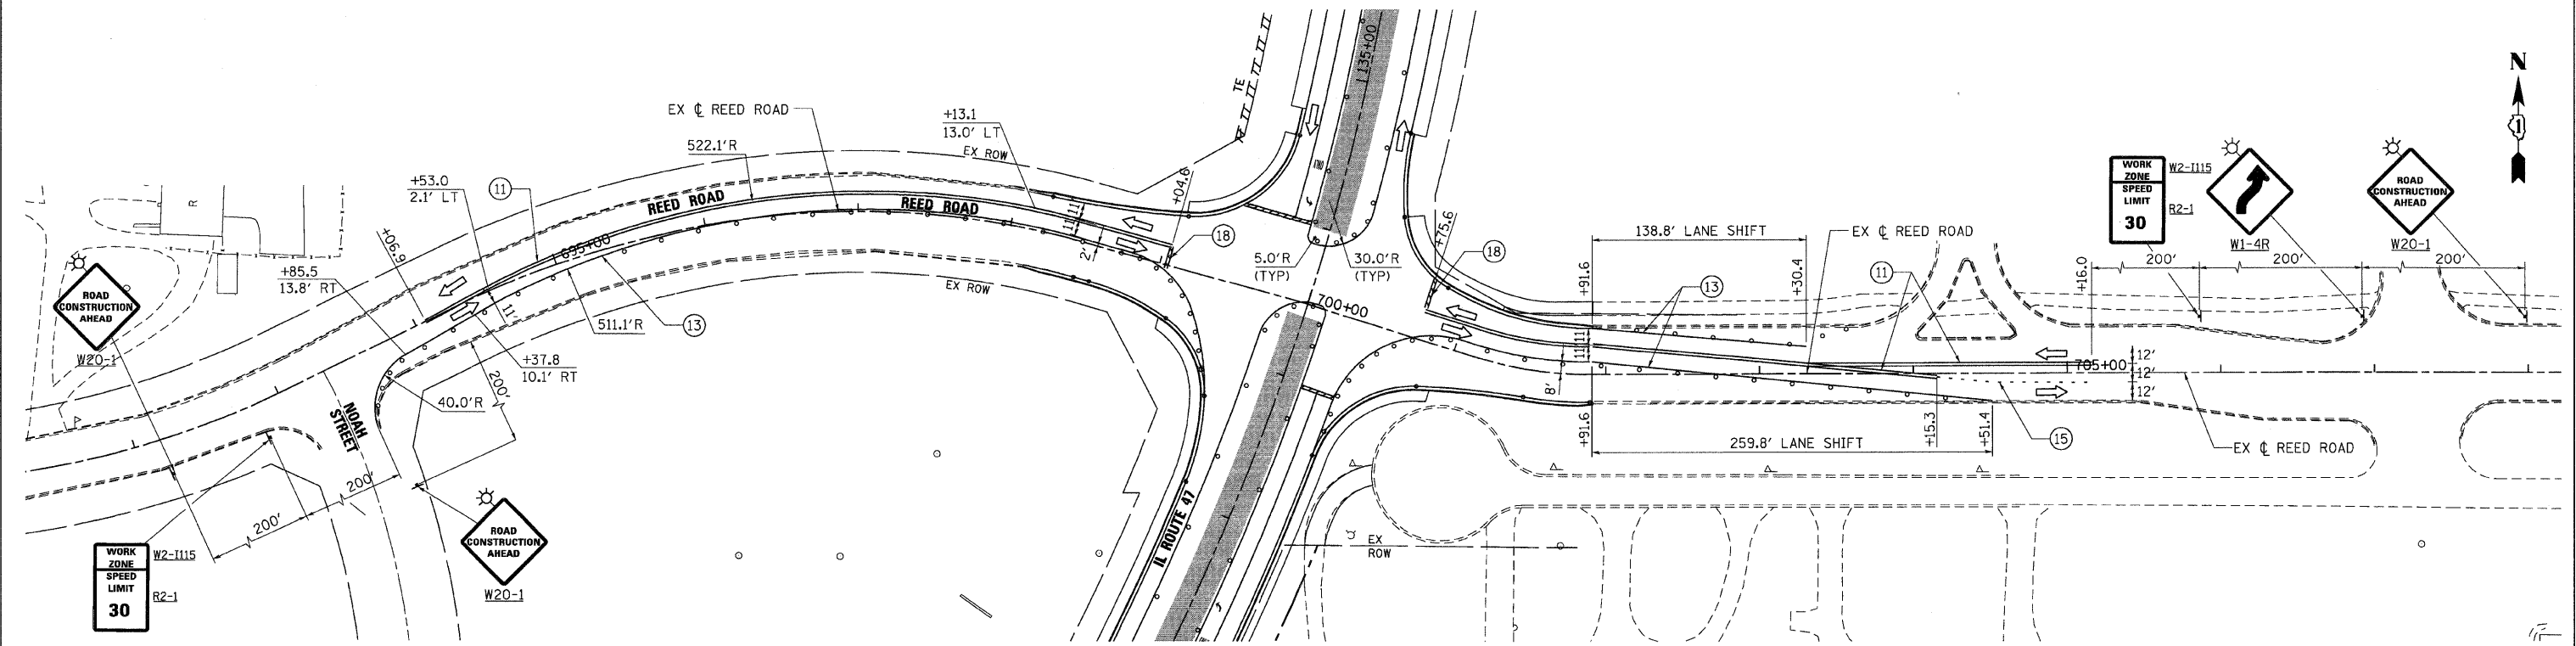 EX ℄ REED ROAD
+13.1
13.0' LT
522.1'R
EX ROW
+53.0
2.1' LT
11
REED ROAD
REED ROAD
+04.6
11'
11'
2'
18
+06.9
695+00
+85.5
13.8' RT
11'
511.1'R
13
+37.8
10.1' RT
EX ROW
40.0'R
200'
NOAH
STREET
200'
200'
R
ROAD
CONSTRUCTION
AHEAD
W20-1
WORK
ZONE
SPEED
LIMIT
30
W2-I115
R2-1
ROAD
CONSTRUCTION
AHEAD
W20-1
TE
1135+00
5.0'R
(TYP)
30.0'R
(TYP)
700+00
IL ROUTE 47
+75.6
18
138.8' LANE SHIFT
+91.6
+30.4
EX ℄ REED ROAD
13
11
11'
11'
8'
+91.6
259.8' LANE SHIFT
+15.3
+51.4
15
EX ℄ REED ROAD
+16.0
200'
200'
200'
705+00
12'
12'
12'
WORK
ZONE
SPEED
LIMIT
30
W2-I115
R2-1
W1-4R
ROAD
CONSTRUCTION
AHEAD
W20-1
N
EX
ROW